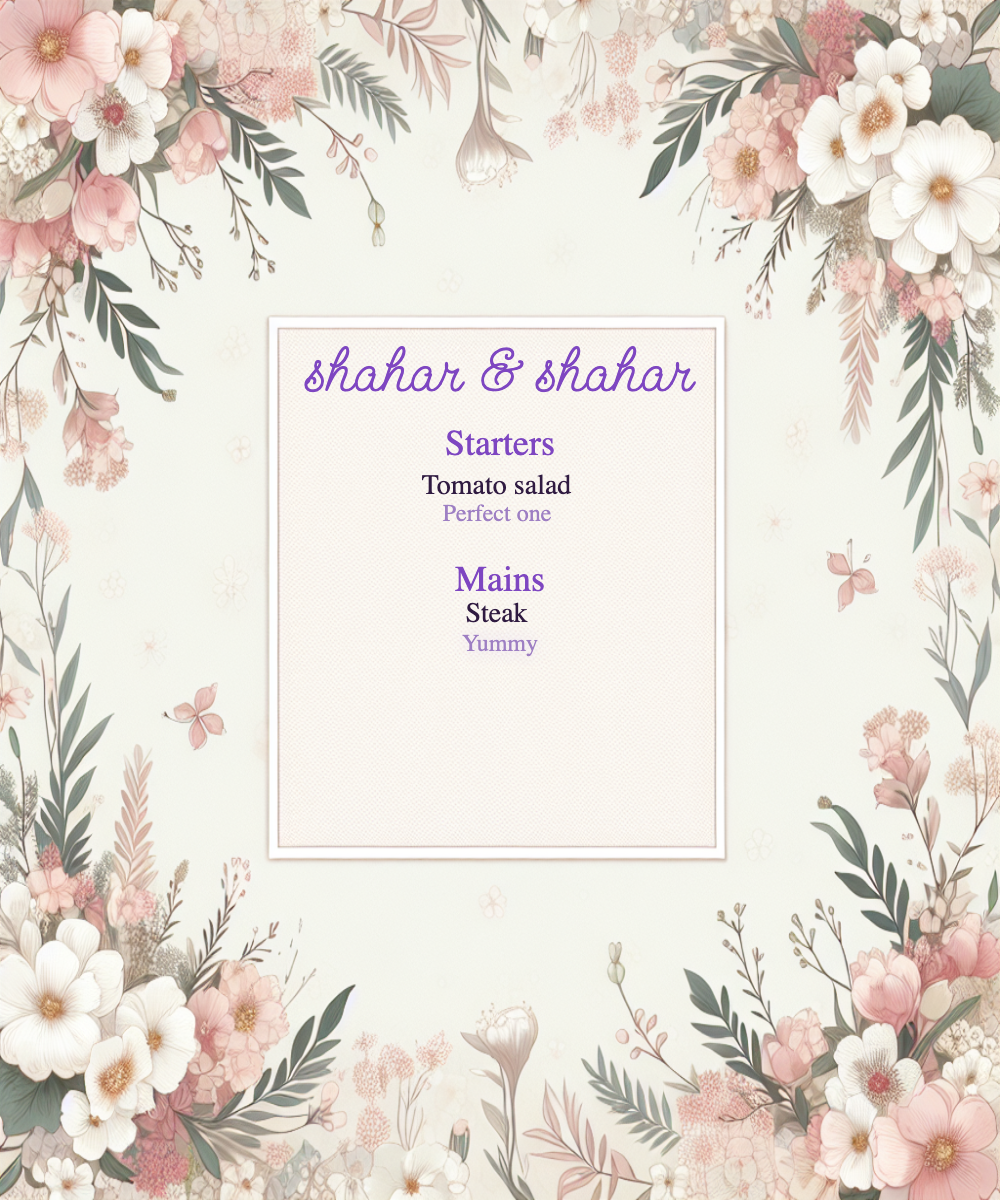 shahar & shahar
Starters
Tomato salad
Perfect one
Mains
Steak
Yummy